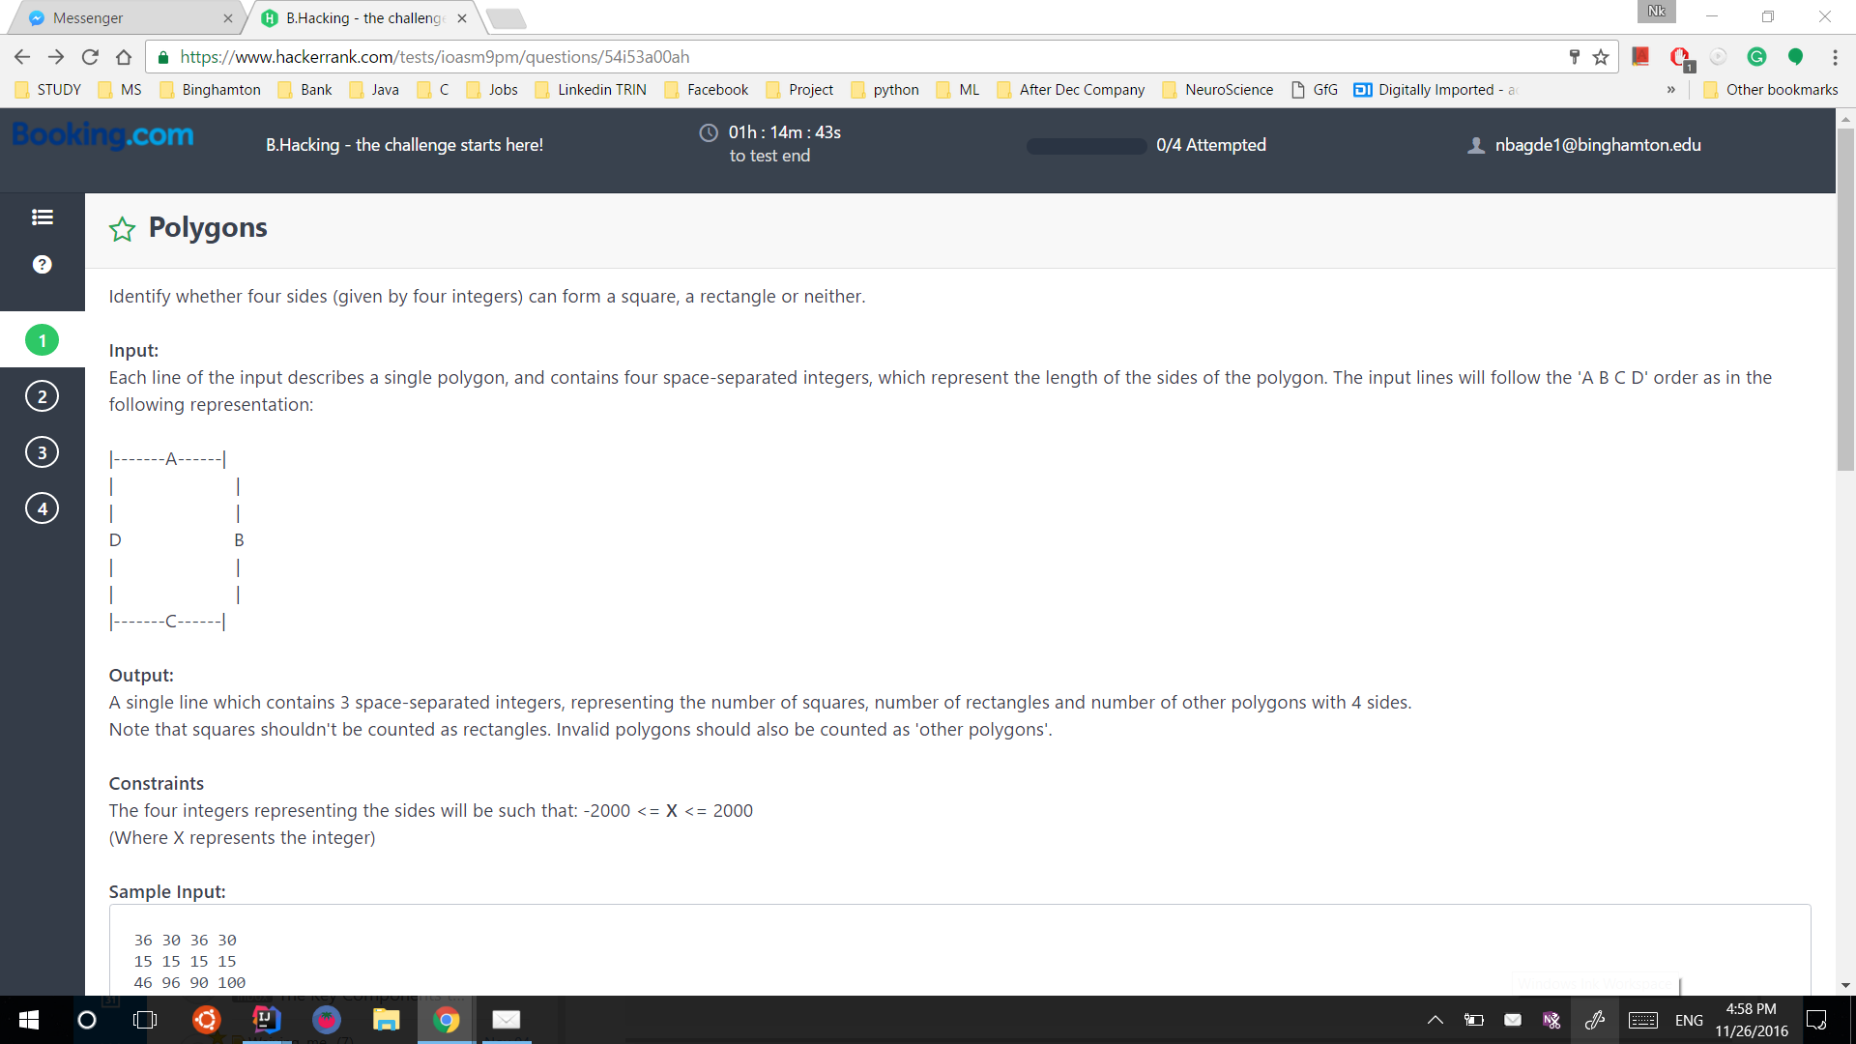 Messenger
B.Hacking - the challeng
Nk
https://www.hackerrank.com/tests/ioasm9pm/questions/54i53a00ah
1
STUDY MS Binghamton Bank Java C Jobs Linkedin TRIN Facebook Project python ML After Dec Company NeuroScience GfG Digitally Imported - » Other bookmarks
Booking.com
B.Hacking - the challenge starts here!
01h : 14m : 43s
to test end
0/4 Attempted
nbagde1@binghamton.edu
Polygons
?
1
2
3
4
Identify whether four sides (given by four integers) can form a square, a rectangle or neither.
Input:
Each line of the input describes a single polygon, and contains four space-separated integers, which represent the length of the sides of the polygon. The input lines will follow the 'A B C D' order as in the
following representation:
|-------A------|
| |
| |
D B
| |
| |
|-------C------|
Output:
A single line which contains 3 space-separated integers, representing the number of squares, number of rectangles and number of other polygons with 4 sides.
Note that squares shouldn't be counted as rectangles. Invalid polygons should also be counted as 'other polygons'.
Constraints
The four integers representing the sides will be such that: -2000 <= X <= 2000
(Where X represents the integer)
Sample Input:
36 30 36 30
15 15 15 15
46 96 90 100
IJ
ENG
4:58 PM
11/26/2016